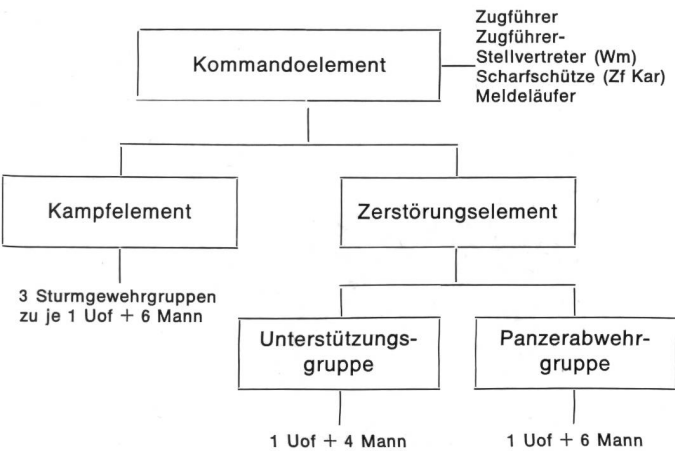 Kommandoelement
Zugführer
Zugführer-
Stellvertreter (Wm)
Scharfschütze (Zf Kar)
Meldeläufer
Kampfelement
Zerstörungselement
3 Sturmgewehrgruppen
zu je 1 Uof + 6 Mann
Unterstützungs-
gruppe
Panzerabwehr-
gruppe
1 Uof + 4 Mann
1 Uof + 6 Mann